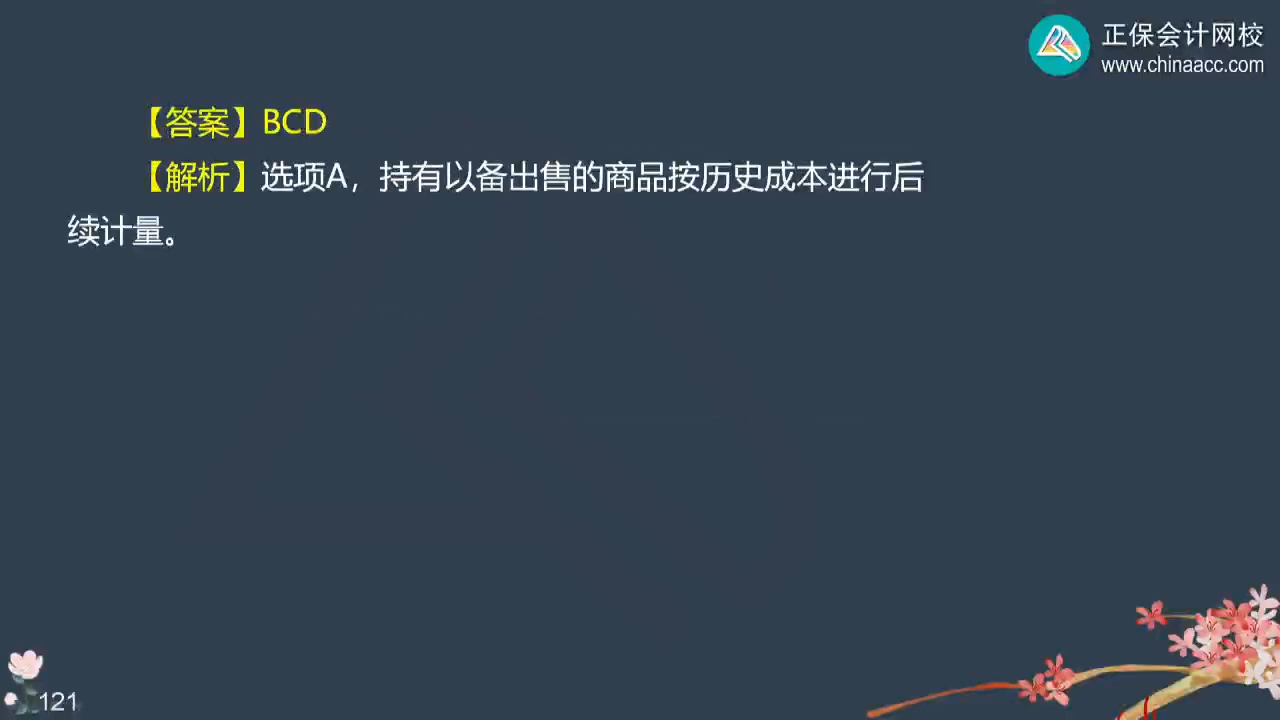 正保会计网校
www.chinaacc.com
【答案】BCD
【解析】选项A，持有以备出售的商品按历史成本进行后
续计量。
121